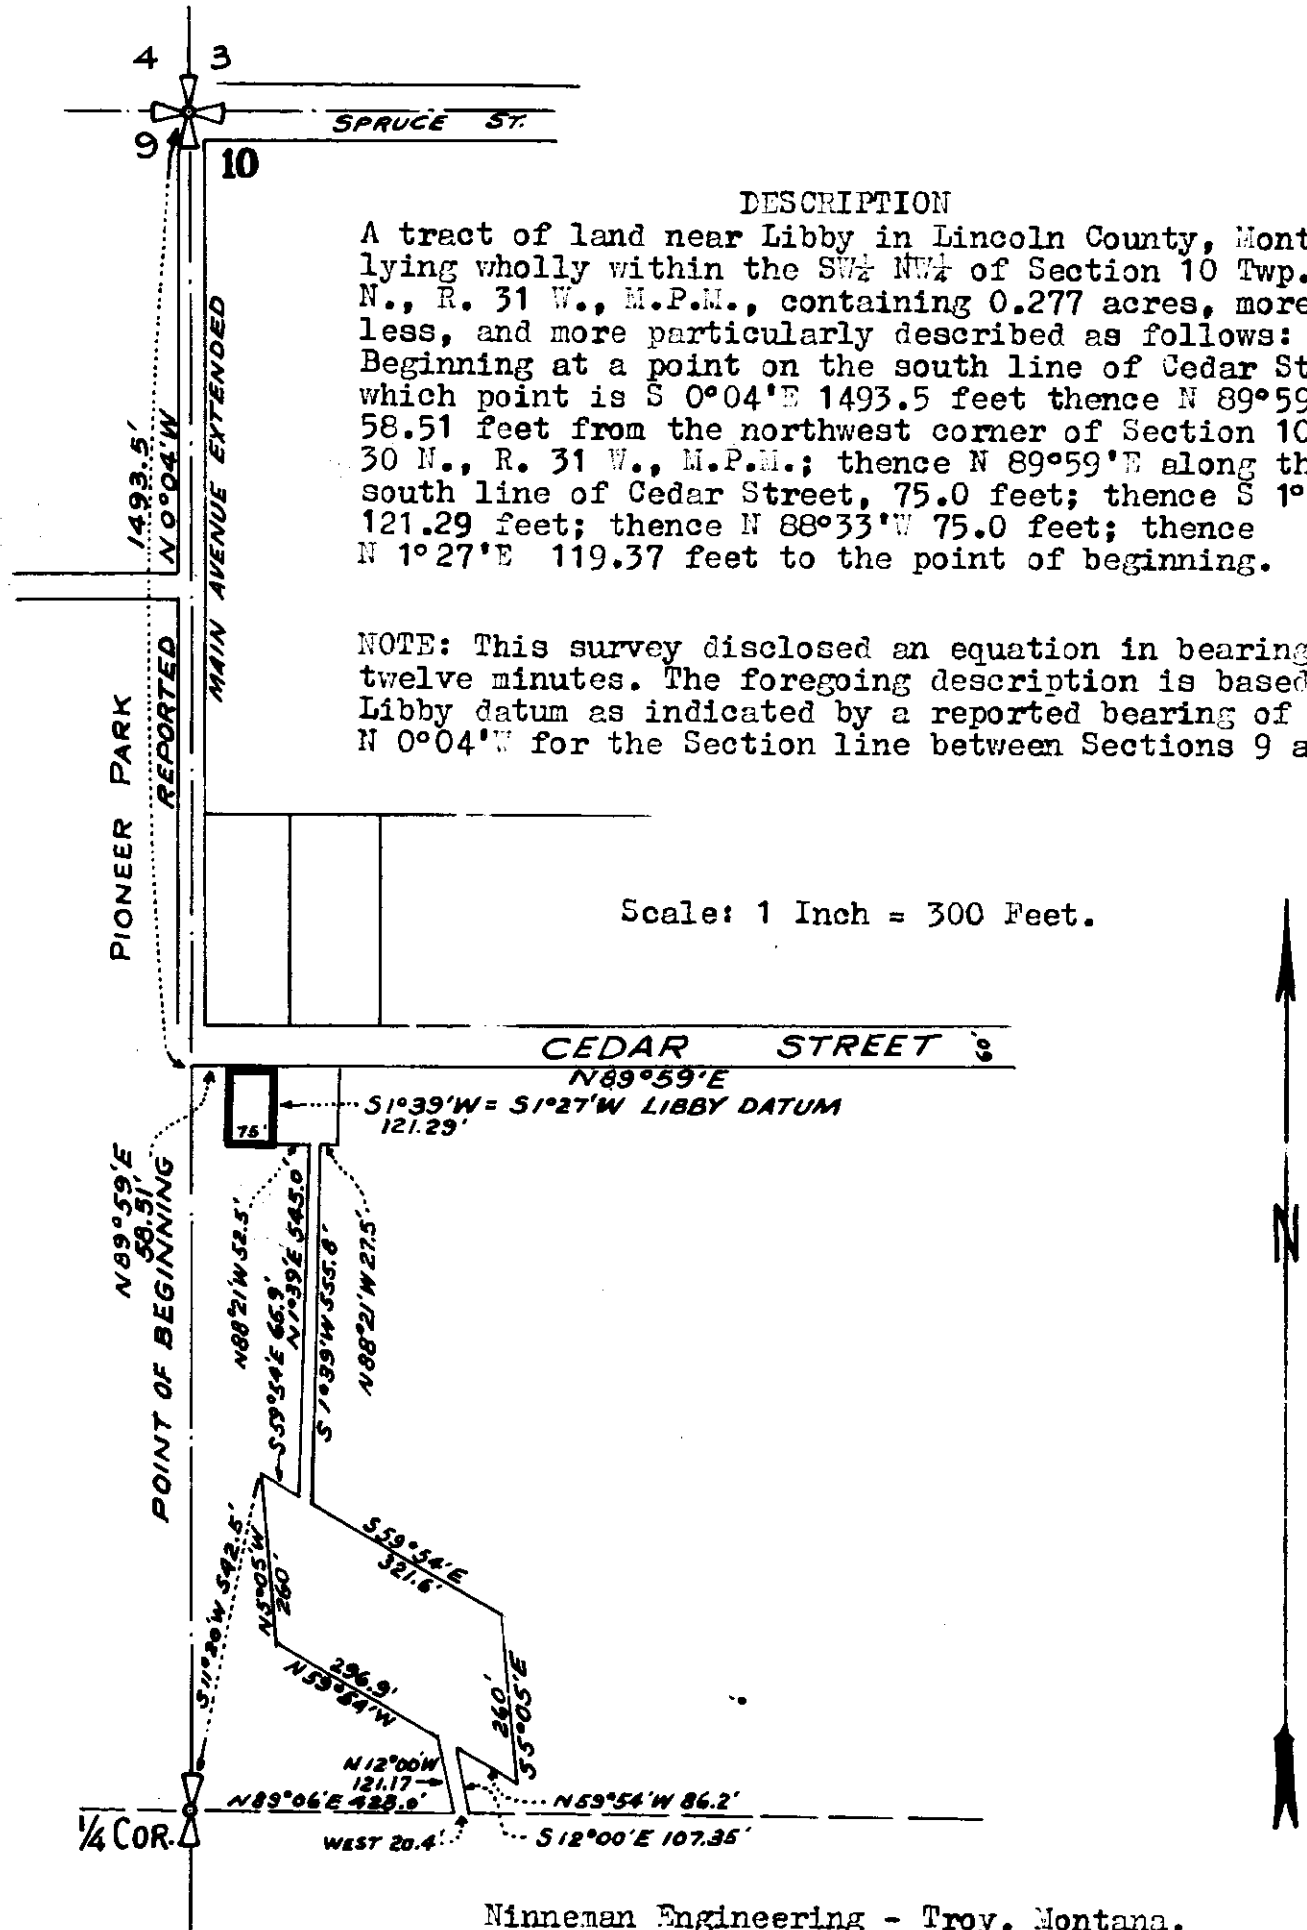 4 3
9 10
SPRUCE ST.
DESCRIPTION
A tract of land near Libby in Lincoln County, Mont
lying wholly within the SW¼ NW¼ of Section 10 Twp.
N., R. 31 W., M.P.M., containing 0.277 acres, more
less, and more particularly described as follows:
Beginning at a point on the south line of Cedar St
which point is S 0°04'E 1493.5 feet thence N 89°59
58.51 feet from the northwest corner of Section 10
30 N., R. 31 W., M.P.M.; thence N 89°59'E along th
south line of Cedar Street, 75.0 feet; thence S 1°
121.29 feet; thence N 88°33'W 75.0 feet; thence
N 1°27'E 119.37 feet to the point of beginning.
1493.5'
N0°04'W
MAIN AVENUE EXTENDED
REPORTED
PIONEER PARK
NOTE: This survey disclosed an equation in bearing
twelve minutes. The foregoing description is based
Libby datum as indicated by a reported bearing of
N 0°04'W for the Section line between Sections 9 a
Scale: 1 Inch = 300 Feet.
CEDAR STREET 60'
N89°59'E
S1°39'W = S1°27'W LIBBY DATUM
121.29'
75'
N89°59'E
58.51'
POINT OF BEGINNING
N88°21'W 52.5'
S59°54'E 66.9'
N1°39'E 545.0'
S1°39'W 555.8'
N88°21'W 27.5'
N
S59°54'E
321.6'
S11°20'W 542.5'
N5°05'W
260'
296.9'
N59°54'W
260'
S5°05'E
N12°00'W
121.17
N89°06'E 428.0'
N59°54'W 86.2'
¼ COR.
WEST 20.4'
S12°00'E 107.35'
Ninneman Engineering - Troy, Montana.